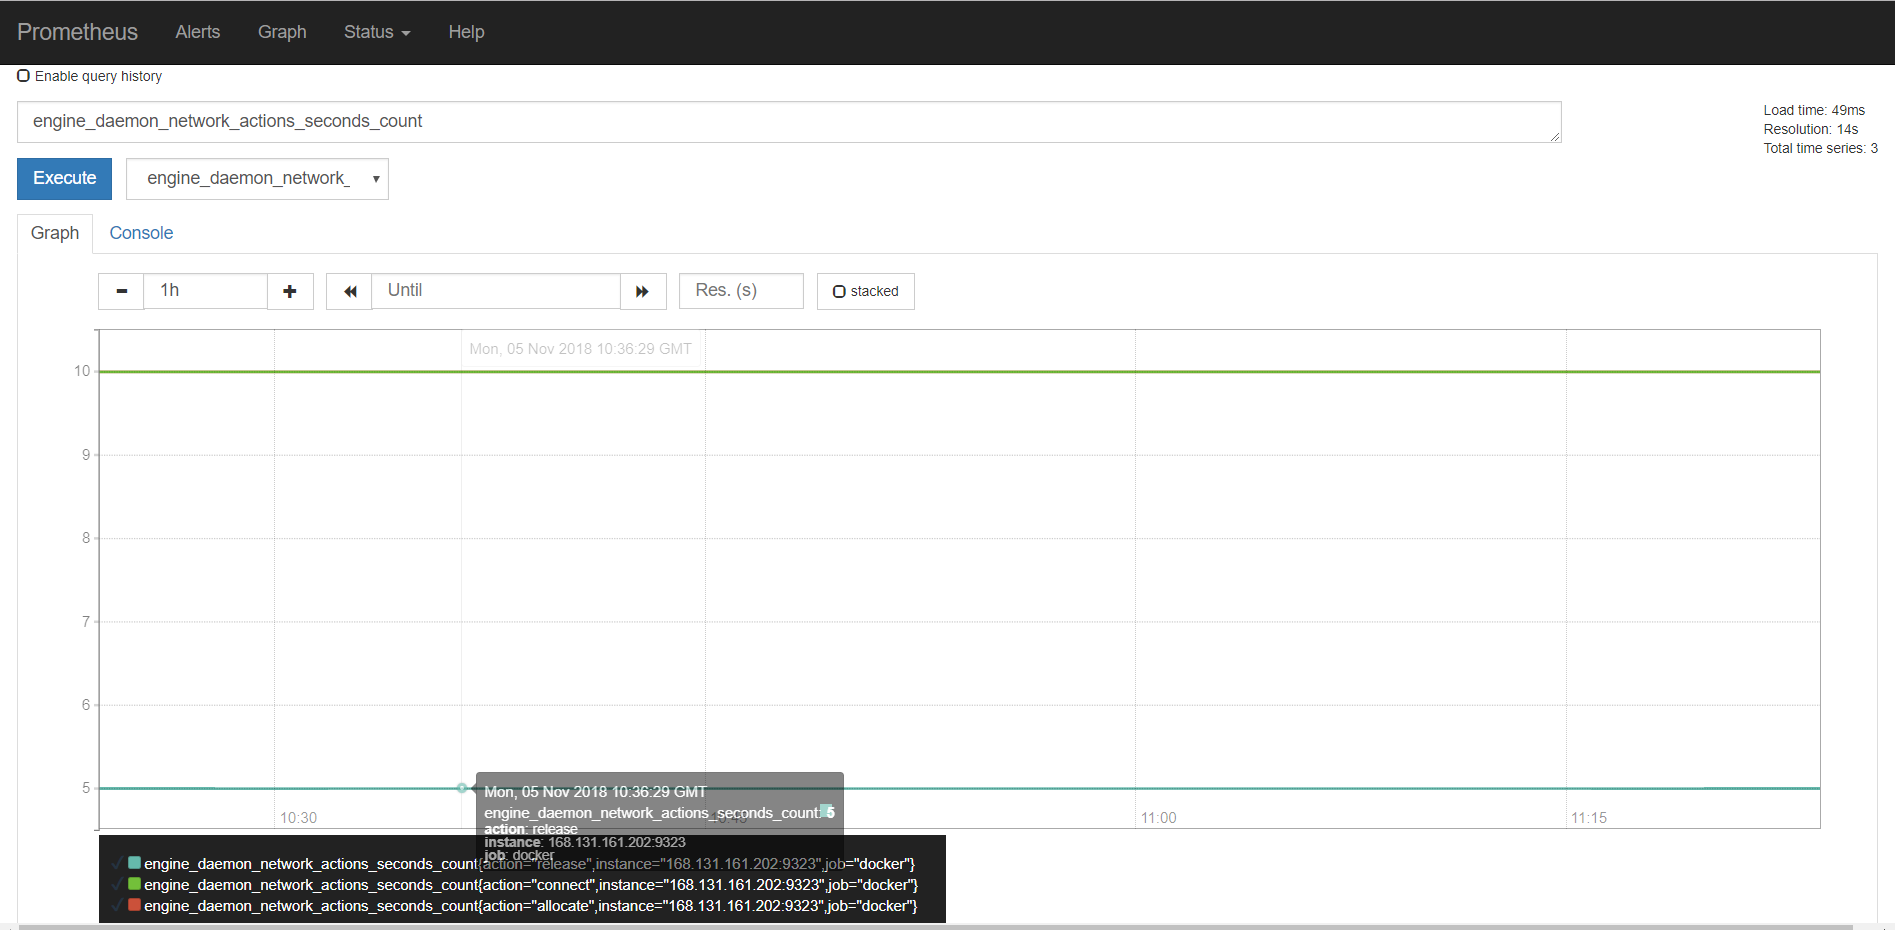 Prometheus Alerts Graph Status Help
Enable query history
engine_daemon_network_actions_seconds_count
Load time: 49ms
Resolution: 14s
Total time series: 3
Execute engine_daemon_network_
Graph Console
1h Until Res. (s) stacked
Mon, 05 Nov 2018 10:36:29 GMT
10
9
8
7
6
5
Mon, 05 Nov 2018 10:36:29 GMT
engine_daemon_network_actions_seconds_count: 5
action: release
instance: 168.131.161.202:9323
job: docker
10:30 10:45 11:00 11:15
engine_daemon_network_actions_seconds_count{action="release",instance="168.131.161.202:9323",job="docker"}
engine_daemon_network_actions_seconds_count{action="connect",instance="168.131.161.202:9323",job="docker"}
engine_daemon_network_actions_seconds_count{action="allocate",instance="168.131.161.202:9323",job="docker"}